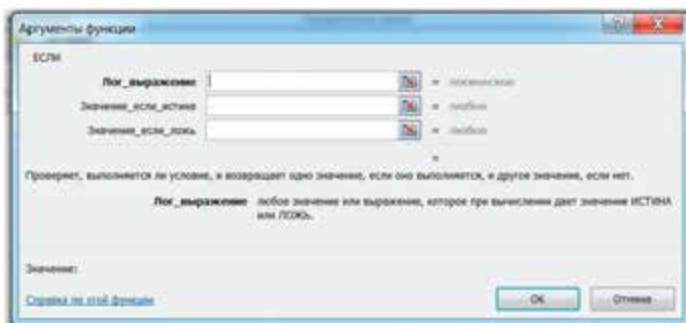 Аргументы функции
ЕСЛИ
Лог_выражение = логическое
Значение_если_истина = любое
Значение_если_ложь = любое
=
Проверяет, выполняется ли условие, и возвращает одно значение, если оно выполняется, и другое значение, если нет.
Лог_выражение любое значение или выражение, которое при вычислении дает значение ИСТИНА
или ЛОЖЬ.
Значение:
Справка по этой функции
ОК
Отмена